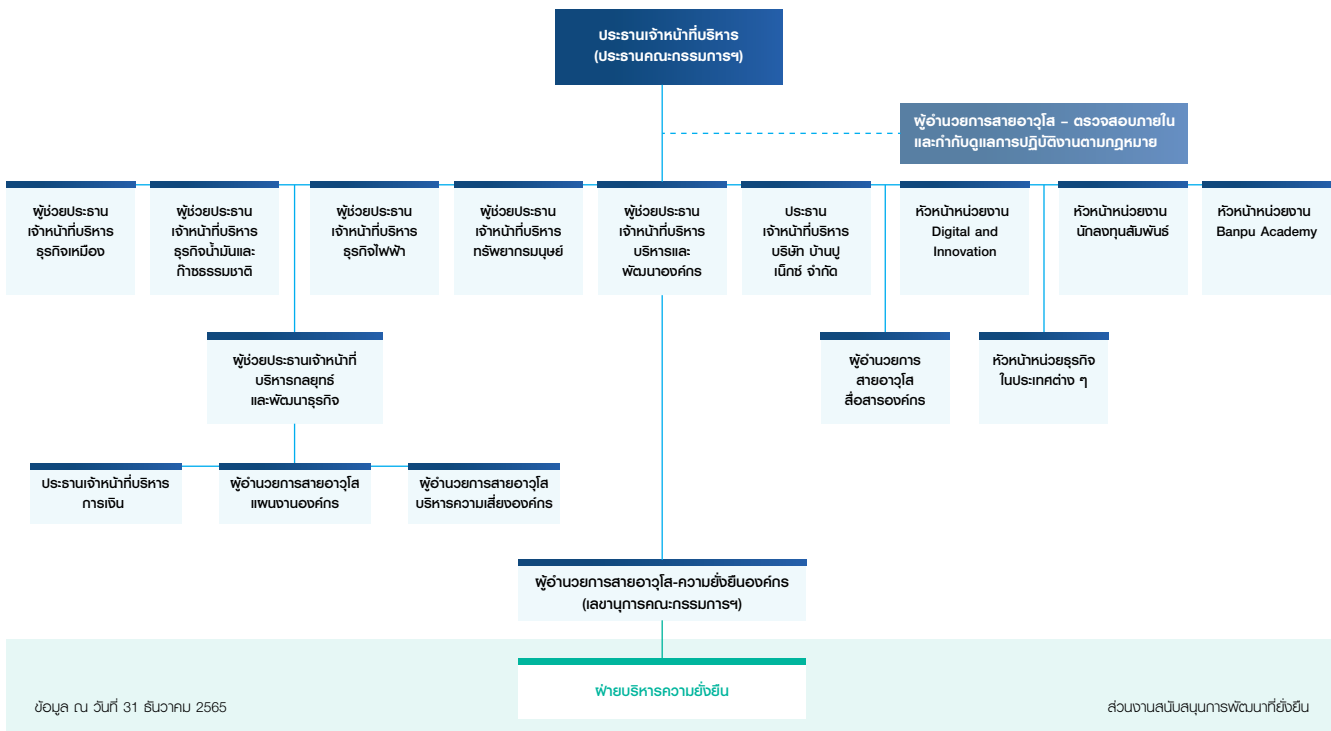 ประธานเจ้าหน้าที่บริหาร
(ประธานคณะกรรมการฯ)
ผู้อำนวยการสายอาวุโส – ตรวจสอบภายใน
และกำกับดูแลการปฏิบัติงานตามกฎหมาย
ผู้ช่วยประธาน
เจ้าหน้าที่บริหาร
ธุรกิจเหมือง
ผู้ช่วยประธาน
เจ้าหน้าที่บริหาร
ธุรกิจน้ำมันและ
ก๊าซธรรมชาติ
ผู้ช่วยประธาน
เจ้าหน้าที่บริหาร
ธุรกิจไฟฟ้า
ผู้ช่วยประธาน
เจ้าหน้าที่บริหาร
ทรัพยากรมนุษย์
ผู้ช่วยประธาน
เจ้าหน้าที่บริหาร
บริหารและ
พัฒนาองค์กร
ประธาน
เจ้าหน้าที่บริหาร
บริษัท บ้านปู
เน็กซ์ จำกัด
หัวหน้าหน่วยงาน
Digital and
Innovation
หัวหน้าหน่วยงาน
นักลงทุนสัมพันธ์
หัวหน้าหน่วยงาน
Banpu Academy
ผู้ช่วยประธานเจ้าหน้าที่
บริหารกลยุทธ์
และพัฒนาธุรกิจ
ผู้อำนวยการ
สายอาวุโส
สื่อสารองค์กร
หัวหน้าหน่วยธุรกิจ
ในประเทศต่าง ๆ
ประธานเจ้าหน้าที่บริหาร
การเงิน
ผู้อำนวยการสายอาวุโส
แผนงานองค์กร
ผู้อำนวยการสายอาวุโส
บริหารความเสี่ยงองค์กร
ผู้อำนวยการสายอาวุโส-ความยั่งยืนองค์กร
(เลขานุการคณะกรรมการฯ)
ฝ่ายบริหารความยั่งยืน
ข้อมูล ณ วันที่ 31 ธันวาคม 2565
ส่วนงานสนับสนุนการพัฒนาที่ยั่งยืน